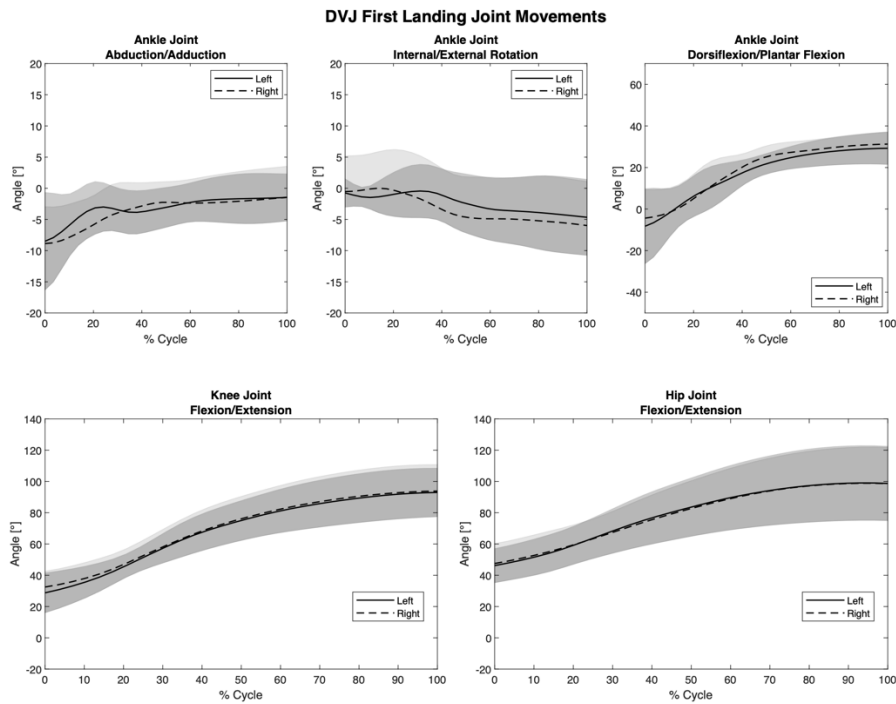 DVJ First Landing Joint Movements
Ankle Joint
Abduction/Adduction
20
15
10
5
0
-5
-10
-15
-20
Angle [°]
0 20 40 60 80 100
% Cycle
Left
Right
Ankle Joint
Internal/External Rotation
20
15
10
5
0
-5
-10
-15
-20
Angle [°]
0 20 40 60 80 100
% Cycle
Left
Right
Ankle Joint
Dorsiflexion/Plantar Flexion
60
40
20
0
-20
-40
Angle [°]
0 20 40 60 80 100
% Cycle
Left
Right
Knee Joint
Flexion/Extension
140
120
100
80
60
40
20
0
-20
Angle [°]
0 10 20 30 40 50 60 70 80 90 100
% Cycle
Left
Right
Hip Joint
Flexion/Extension
140
120
100
80
60
40
20
0
-20
Angle [°]
0 10 20 30 40 50 60 70 80 90 100
% Cycle
Left
Right